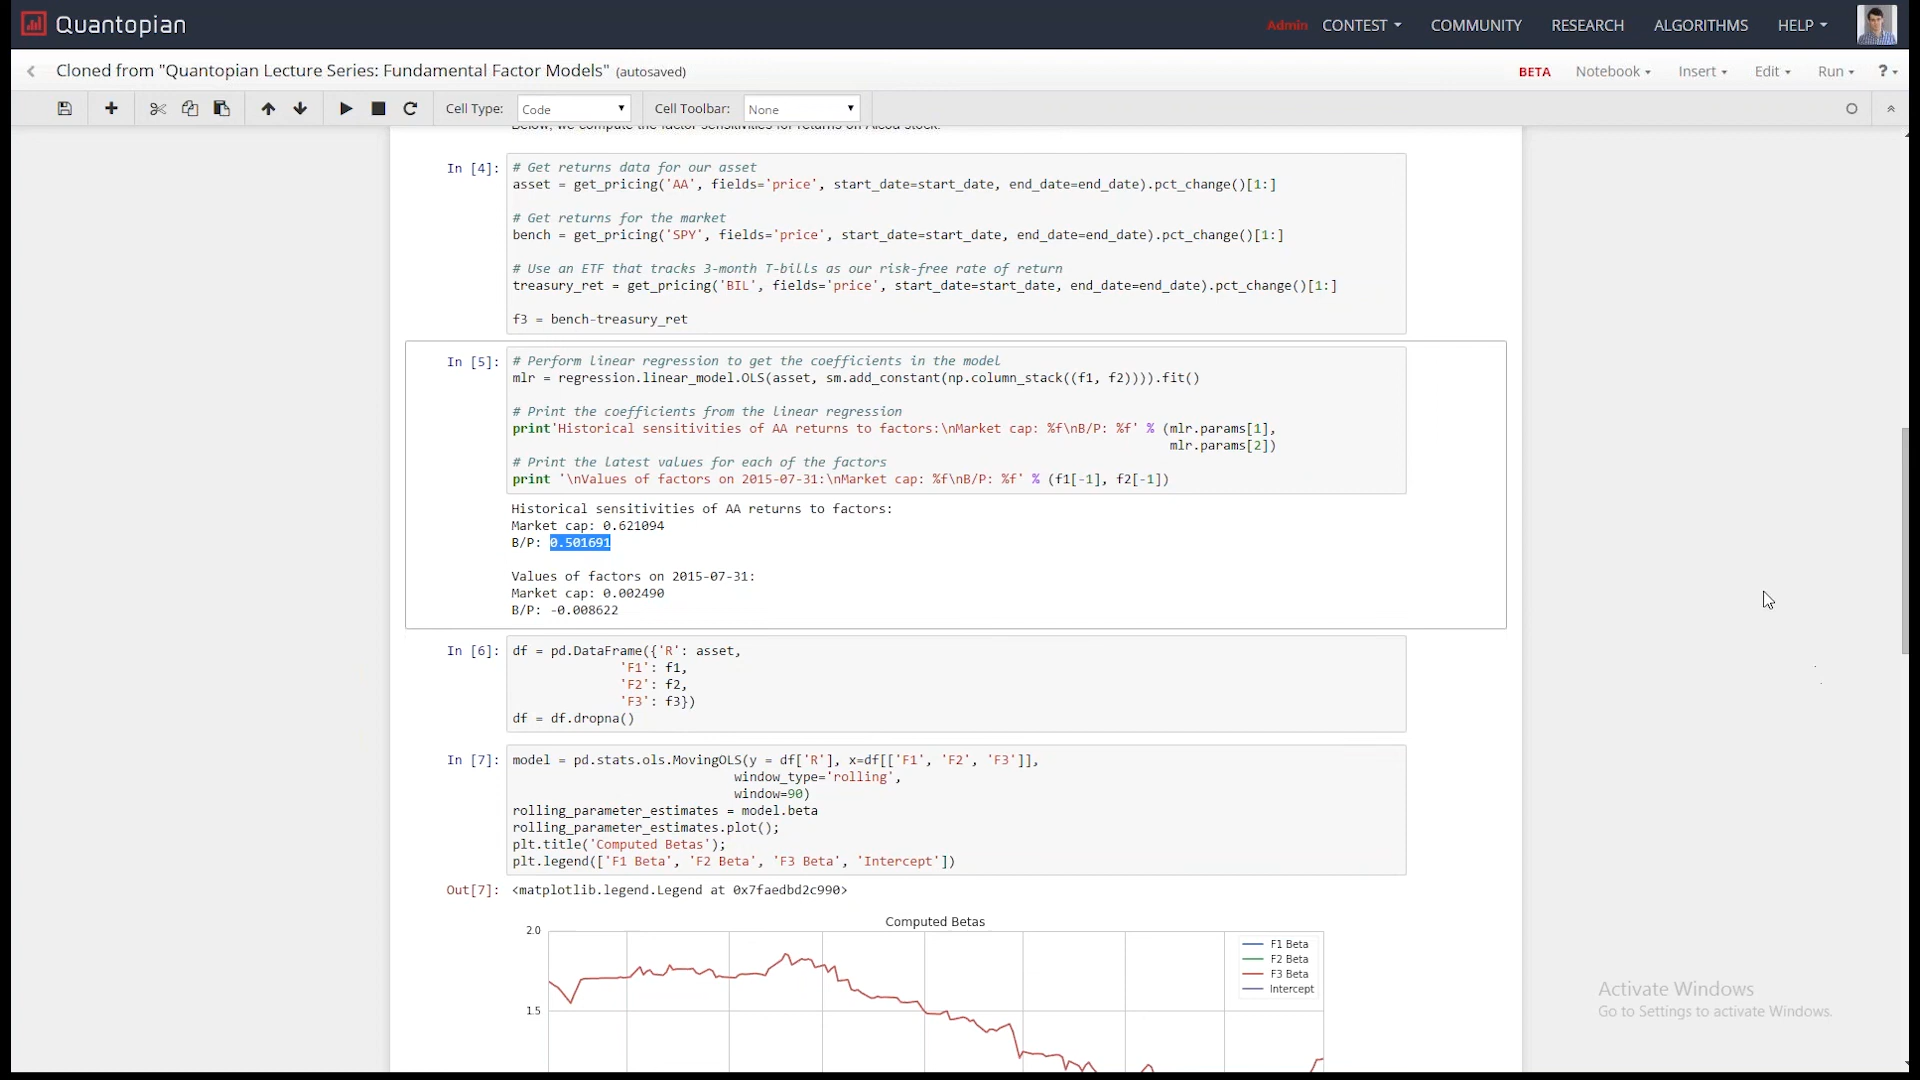 Quantopian
Admin CONTEST COMMUNITY RESEARCH ALGORITHMS HELP
Cloned from "Quantopian Lecture Series: Fundamental Factor Models" (autosaved)
BETA Notebook Insert Edit Run ?
Cell Type: Code Cell Toolbar: None
Below, we compute the factor sensitivities for returns on Alcoa stock.
In [4]: # Get returns data for our asset
asset = get_pricing('AA', fields='price', start_date=start_date, end_date=end_date).pct_change()[1:]
# Get returns for the market
bench = get_pricing('SPY', fields='price', start_date=start_date, end_date=end_date).pct_change()[1:]
# Use an ETF that tracks 3-month T-bills as our risk-free rate of return
treasury_ret = get_pricing('BIL', fields='price', start_date=start_date, end_date=end_date).pct_change()[1:]
f3 = bench-treasury_ret
In [5]: # Perform linear regression to get the coefficients in the model
mlr = regression.linear_model.OLS(asset, sm.add_constant(np.column_stack((f1, f2)))).fit()
# Print the coefficients from the linear regression
print'Historical sensitivities of AA returns to factors:\nMarket cap: %f\nB/P: %f' % (mlr.params[1],
mlr.params[2])
# Print the latest values for each of the factors
print '\nValues of factors on 2015-07-31:\nMarket cap: %f\nB/P: %f' % (f1[-1], f2[-1])
Historical sensitivities of AA returns to factors:
Market cap: 0.621094
B/P: 0.501691
Values of factors on 2015-07-31:
Market cap: 0.002490
B/P: -0.008622
In [6]: df = pd.DataFrame({'R': asset,
'F1': f1,
'F2': f2,
'F3': f3})
df = df.dropna()
In [7]: model = pd.stats.ols.MovingOLS(y = df['R'], x=df[['F1', 'F2', 'F3']],
window_type='rolling',
window=90)
rolling_parameter_estimates = model.beta
rolling_parameter_estimates.plot();
plt.title('Computed Betas');
plt.legend(['F1 Beta', 'F2 Beta', 'F3 Beta', 'Intercept'])
Out[7]: <matplotlib.legend.Legend at 0x7faedbd2c990>
Computed Betas
2.0
F1 Beta
F2 Beta
F3 Beta
Intercept
1.5
Activate Windows
Go to Settings to activate Windows.